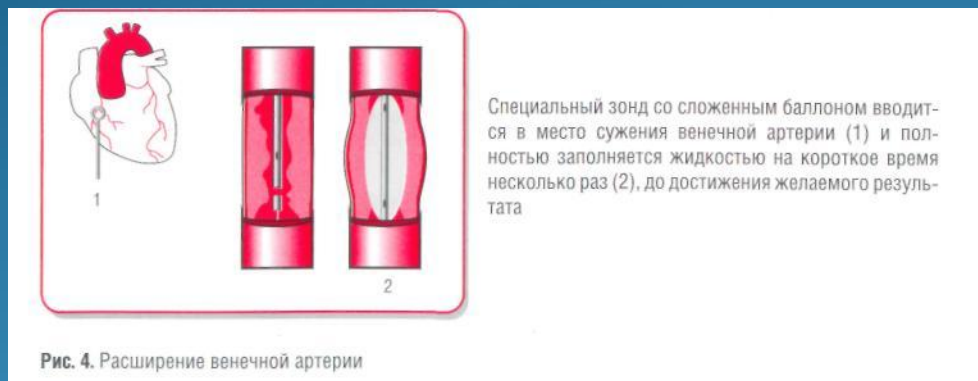 1
2
Специальный зонд со сложенным баллоном вводит-
ся в место сужения венечной артерии (1) и пол-
ностью заполняется жидкостью на короткое время
несколько раз (2), до достижения желаемого резуль-
тата
Рис. 4. Расширение венечной артерии